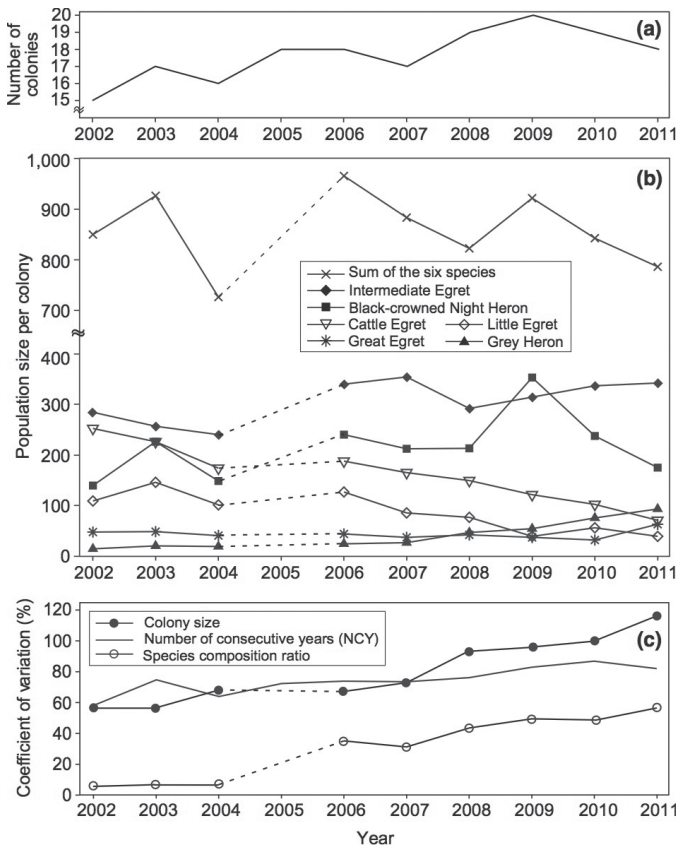 (a)
Number of
colonies
20
19
18
17
16
15
2002 2003 2004 2005 2006 2007 2008 2009 2010 2011
(b)
Population size per colony
1,000
900
800
700
400
300
200
100
0
Sum of the six species
Intermediate Egret
Black-crowned Night Heron
Cattle Egret Little Egret
Great Egret Grey Heron
2002 2003 2004 2005 2006 2007 2008 2009 2010 2011
(c)
Coefficient of variation (%)
120
100
80
60
40
20
0
Colony size
Number of consecutive years (NCY)
Species composition ratio
2002 2003 2004 2005 2006 2007 2008 2009 2010 2011
Year